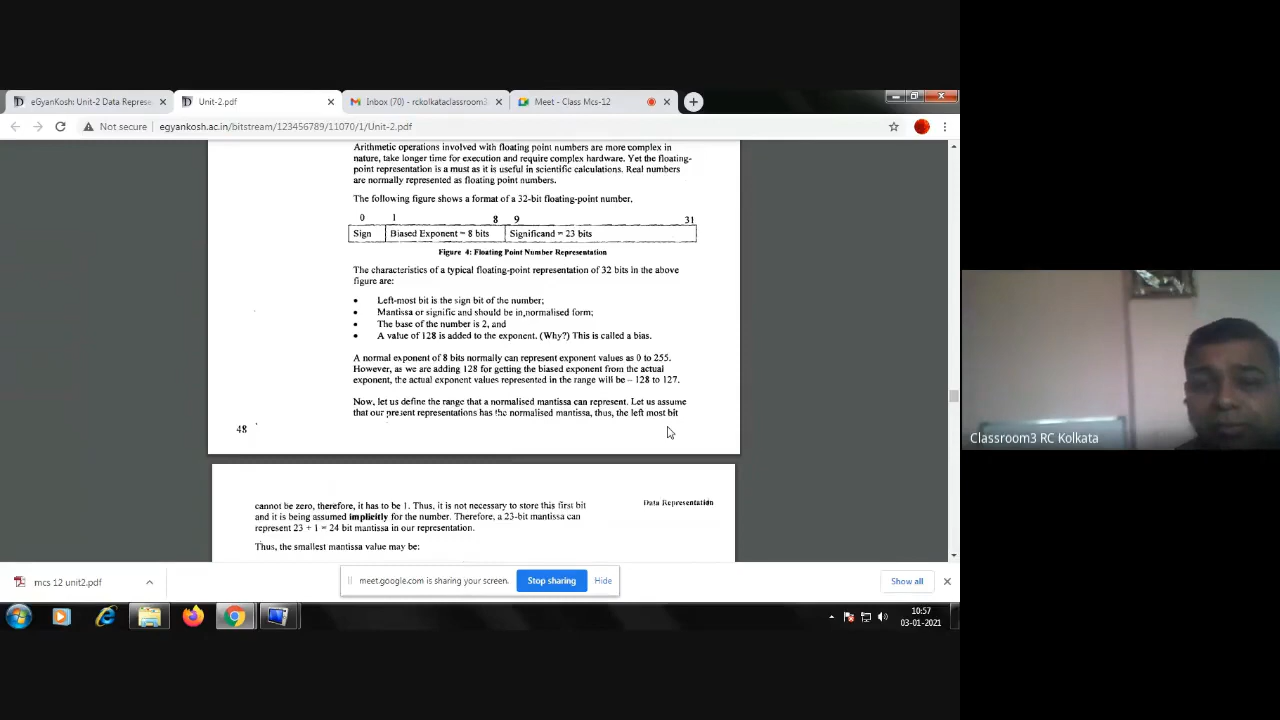 eGyanKosh: Unit-2 Data Represe
Unit-2.pdf
Inbox (70) - rckolkataclassroom3
Meet - Class Mcs-12
Not secure
egyankosh.ac.in/bitstream/123456789/11070/1/Unit-2.pdf
Arithmetic operations involved with floating point numbers are more complex in
nature, take longer time for execution and require complex hardware. Yet the floating-
point representation is a must as it is useful in scientific calculations. Real numbers
are normally represented as floating point numbers.
The following figure shows a format of a 32-bit floating-point number.
0 1 8 9 31
Sign Biased Exponent = 8 bits Significand = 23 bits
Figure 4: Floating Point Number Representation
The characteristics of a typical floating-point representation of 32 bits in the above
figure are:
• Left-most bit is the sign bit of the number;
• Mantissa or signific and should be in normalised form;
• The base of the number is 2, and
• A value of 128 is added to the exponent. (Why?) This is called a bias.
A normal exponent of 8 bits normally can represent exponent values as 0 to 255.
However, as we are adding 128 for getting the biased exponent from the actual
exponent, the actual exponent values represented in the range will be – 128 to 127.
Now, let us define the range that a normalised mantissa can represent. Let us assume
that our present representations has the normalised mantissa, thus, the left most bit
48
Classroom3 RC Kolkata
Data Representation
cannot be zero, therefore, it has to be 1. Thus, it is not necessary to store this first bit
and it is being assumed implicitly for the number. Therefore, a 23-bit mantissa can
represent 23 + 1 = 24 bit mantissa in our representation.
Thus, the smallest mantissa value may be:
mcs 12 unit2.pdf
meet.google.com is sharing your screen.
Stop sharing
Hide
Show all
10:57
03-01-2021